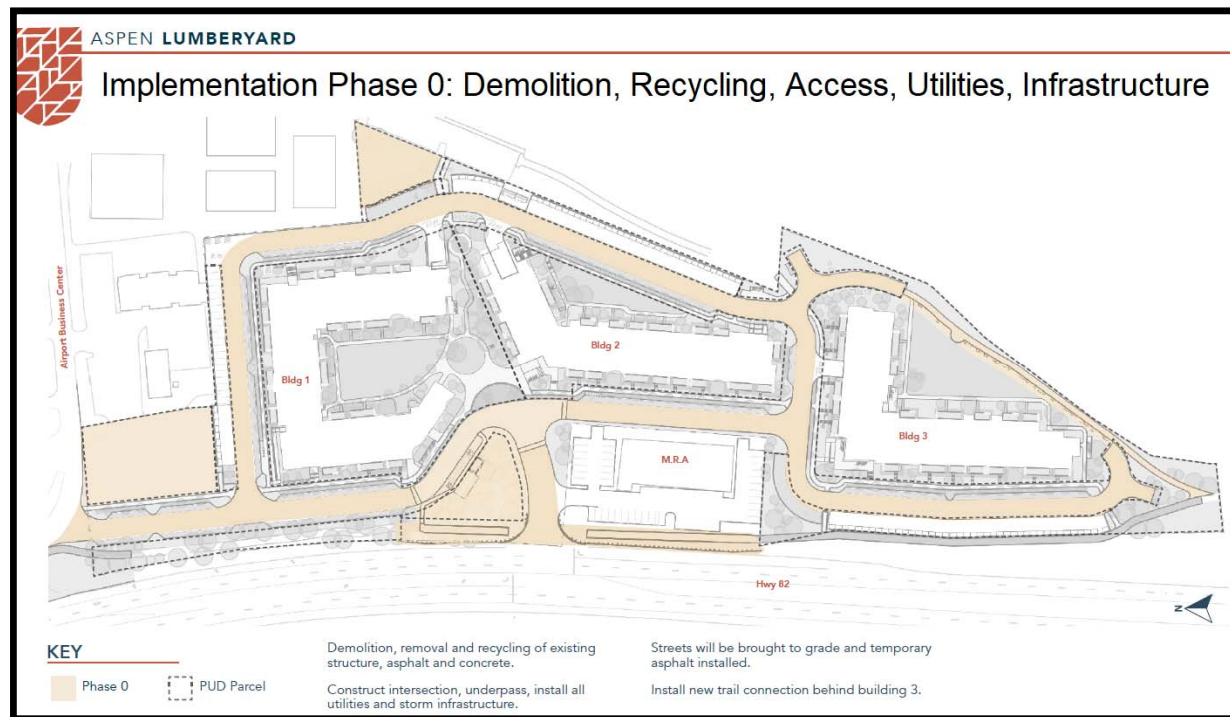 ASPEN LUMBERYARD
Implementation Phase 0: Demolition, Recycling, Access, Utilities, Infrastructure
Airport Business Center
Bldg 1
Bldg 2
Bldg 3
M.R.A
Hwy 82
Z
KEY
Phase 0
PUD Parcel
Demolition, removal and recycling of existing
structure, asphalt and concrete.
Construct intersection, underpass, install all
utilities and storm infrastructure.
Streets will be brought to grade and temporary
asphalt installed.
Install new trail connection behind building 3.